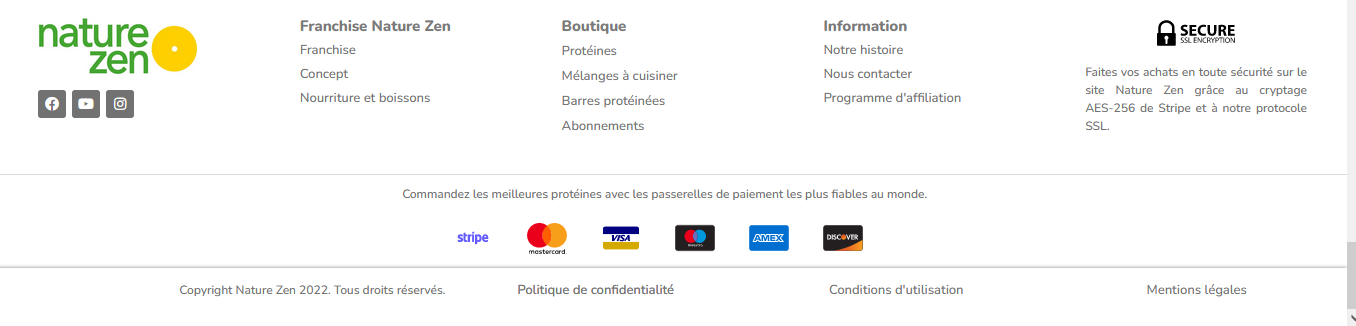 nature
zen
Franchise Nature Zen
Franchise
Concept
Nourriture et boissons
Boutique
Protéines
Mélanges à cuisiner
Barres protéinées
Abonnements
Information
Notre histoire
Nous contacter
Programme d'affiliation
SECURE
SSL ENCRYPTION
Faites vos achats en toute sécurité sur le
site Nature Zen grâce au cryptage
AES-256 de Stripe et à notre protocole
SSL.
Commandez les meilleures protéines avec les passerelles de paiement les plus fiables au monde.
stripe
mastercard.
VISA
maestro
AMEX
DISCOVER
Copyright Nature Zen 2022. Tous droits réservés.
Politique de confidentialité
Conditions d'utilisation
Mentions légales